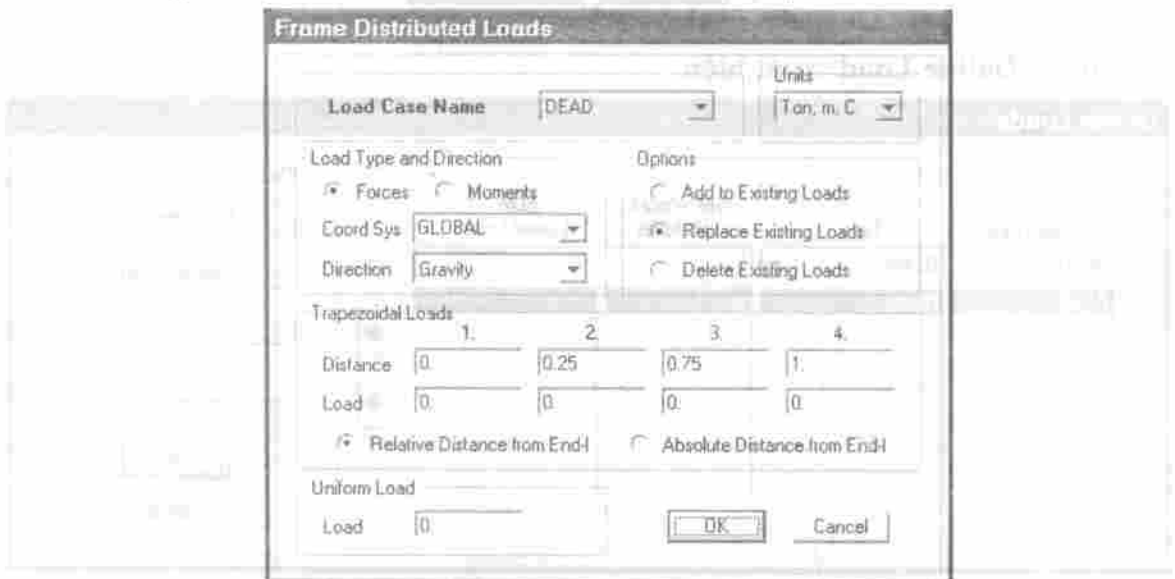 Frame Distributed Loads
Units
Load Case Name DEAD Ton, m, C
Load Type and Direction Options
Forces Moments Add to Existing Loads
Coord Sys GLOBAL Replace Existing Loads
Direction Gravity Delete Existing Loads
Trapezoidal Loads
1. 2. 3. 4.
Distance 0. 0.25 0.75 1.
Load 0. 0. 0. 0.
Relative Distance from End-I Absolute Distance from End-I
Uniform Load
Load 0. OK Cancel